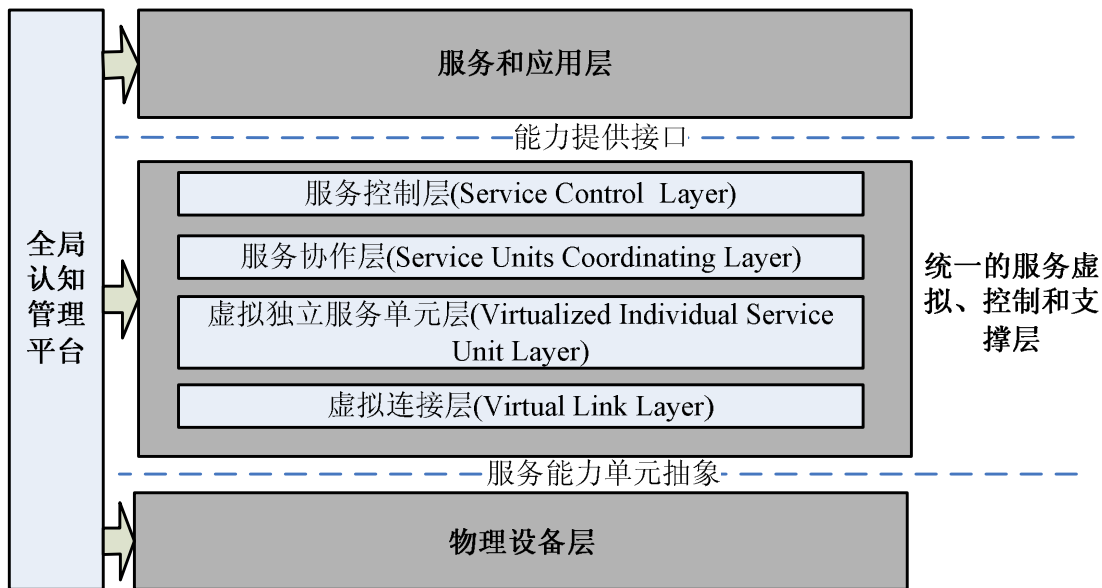 服务和应用层
能力提供接口
服务控制层(Service Control Layer)
服务协作层(Service Units Coordinating Layer)
虚拟独立服务单元层(Virtualized Individual Service
Unit Layer)
虚拟连接层(Virtual Link Layer)
全局
认知
管理
平台
统一的服务虚
拟、控制和支
撑层
服务能力单元抽象
物理设备层